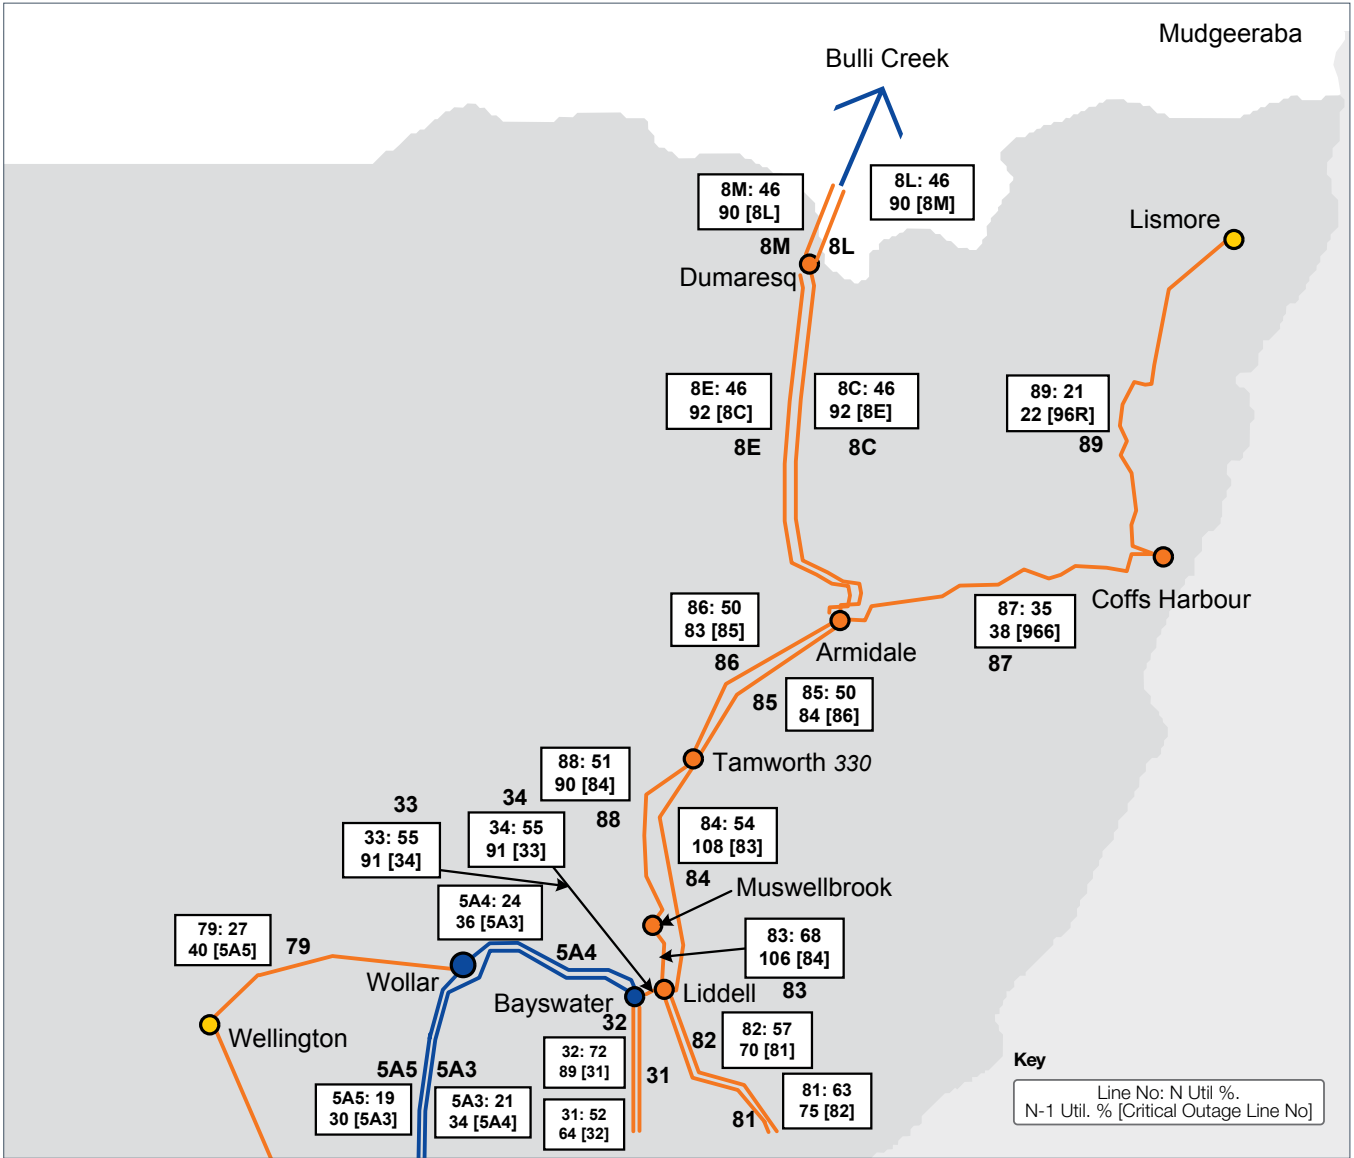 Mudgeeraba
Bulli Creek
8M: 46
90 [8L]
8L: 46
90 [8M]
Lismore
8M
8L
Dumaresq
8E: 46
92 [8C]
8C: 46
92 [8E]
89: 21
22 [96R]
8E
8C
89
Coffs Harbour
86: 50
83 [85]
87: 35
38 [966]
86
Armidale
87
85
85: 50
84 [86]
Tamworth 330
88: 51
90 [84]
33
34
88
33: 55
91 [34]
34: 55
91 [33]
84: 54
108 [83]
84
Muswellbrook
5A4: 24
36 [5A3]
79: 27
40 [5A5]
79
5A4
83: 68
106 [84]
83
Wollar
Bayswater
Liddell
Wellington
32
82
82: 57
70 [81]
32: 72
89 [31]
31
5A5
5A3
5A5: 19
30 [5A3]
5A3: 21
34 [5A4]
31: 52
64 [32]
81
81: 63
75 [82]
Key
Line No: N Util %.
N-1 Util. % [Critical Outage Line No]